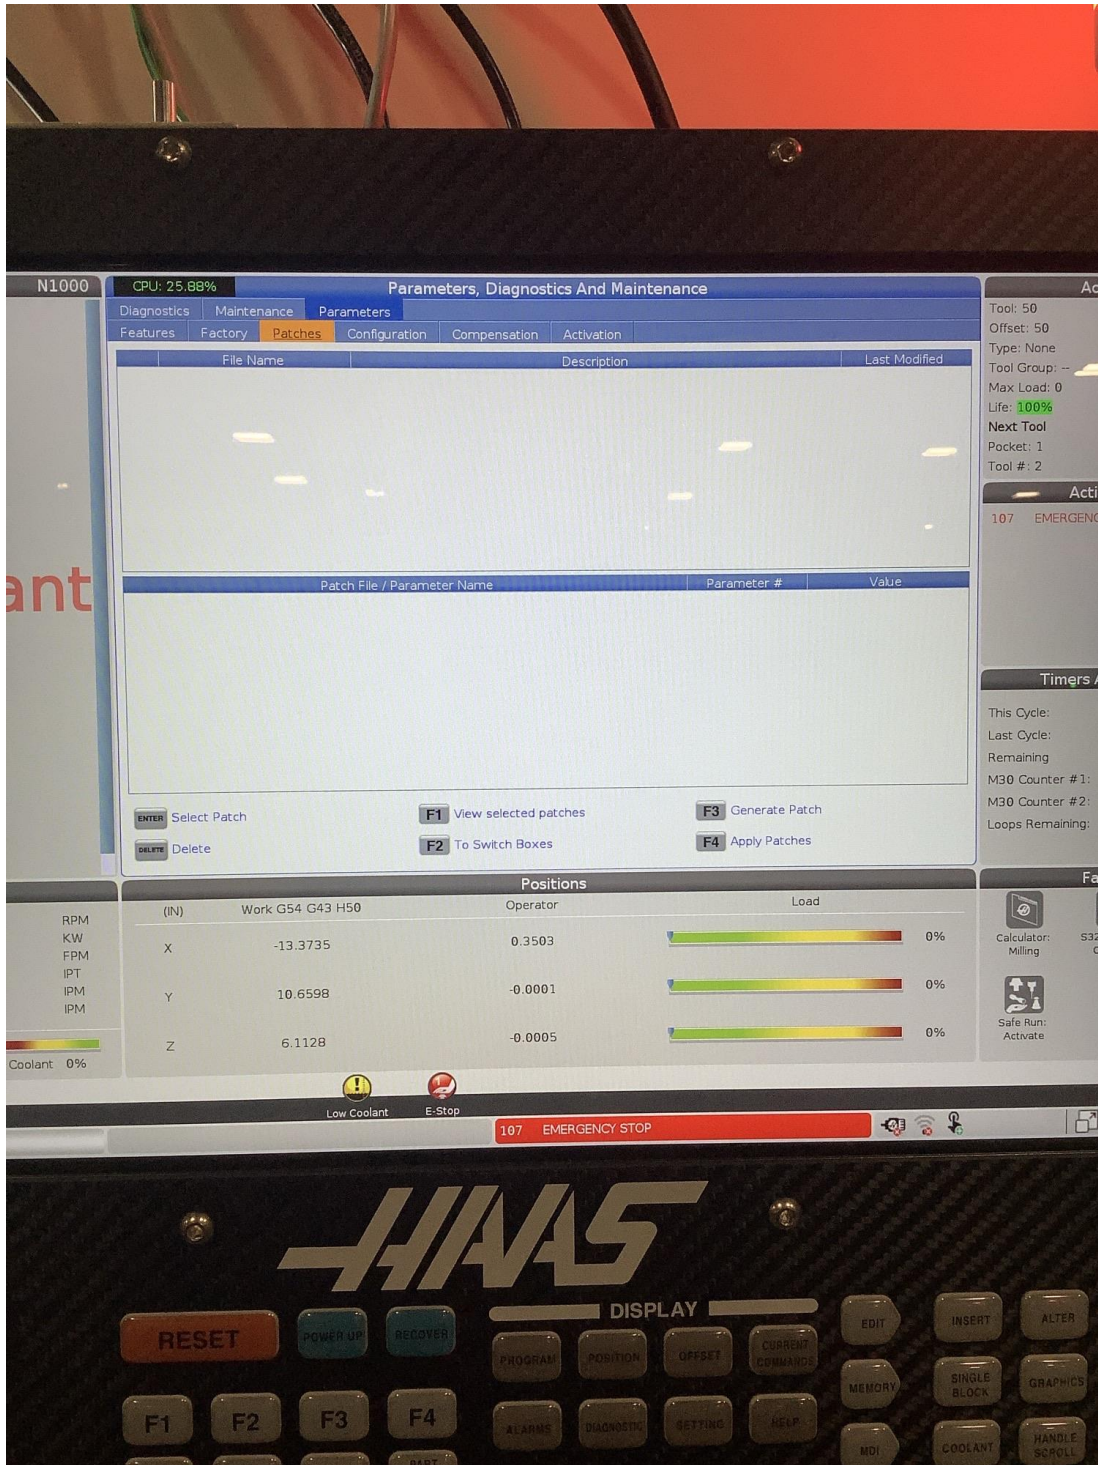 N1000
CPU: 25.88%
Parameters, Diagnostics And Maintenance
Diagnostics Maintenance Parameters
Features Factory Patches Configuration Compensation Activation
File Name Description Last Modified
Patch File / Parameter Name Parameter # Value
ENTER Select Patch
F1 View selected patches
F3 Generate Patch
DELETE Delete
F2 To Switch Boxes
F4 Apply Patches
ant
Tool: 50
Offset: 50
Type: None
Tool Group: --
Max Load: 0
Life: 100%
Next Tool
Pocket: 1
Tool #: 2
Acti
107 EMERGENC
Timers A
This Cycle:
Last Cycle:
Remaining
M30 Counter #1:
M30 Counter #2:
Loops Remaining:
RPM
KW
FPM
IPT
IPM
IPM
Coolant 0%
Positions
(IN) Work G54 G43 H50 Operator Load
X -13.3735 0.3503 0%
Y 10.6598 -0.0001 0%
Z 6.1128 -0.0005 0%
Fa
Calculator:
Milling
S32
Safe Run:
Activate
Low Coolant E-Stop
107 EMERGENCY STOP
HAAS
DISPLAY
RESET POWER UP RECOVER
PROGRAM POSITION OFFSET CURRENT COMMANDS
EDIT INSERT ALTER
F1 F2 F3 F4
ALARMS DIAGNOSTIC SETTING HELP
MEMORY SINGLE BLOCK GRAPHICS
MDI COOLANT HANDLE SCROLL
PART